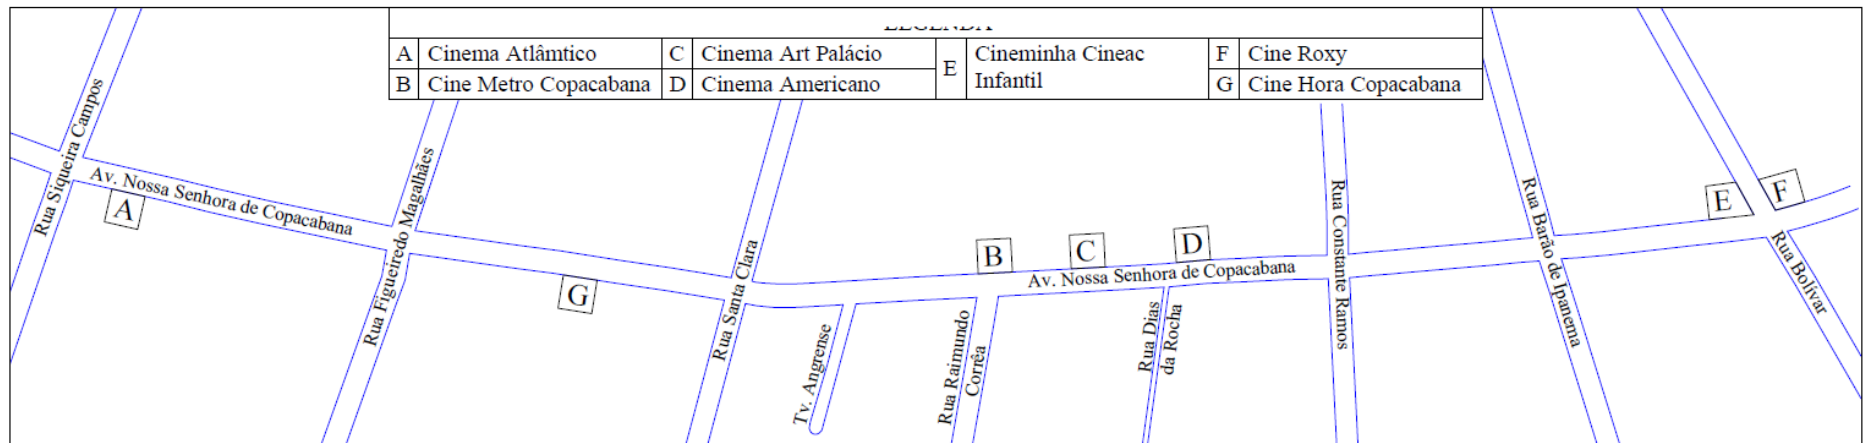 LEGENDA
A Cinema Atlâmtico C Cinema Art Palácio E Cineminha Cineac Infantil F Cine Roxy
B Cine Metro Copacabana D Cinema Americano G Cine Hora Copacabana
Rua Siqueira Campos
Av. Nossa Senhora de Copacabana
A
Rua Figueiredo Magalhães
G
Rua Santa Clara
Tv. Angrense
B
Rua Raimundo
Corrêa
C
Av. Nossa Senhora de Copacabana
D
Rua Dias
da Rocha
Rua Constante Ramos
Rua Barão de Ipanema
E
F
Rua Bolivar